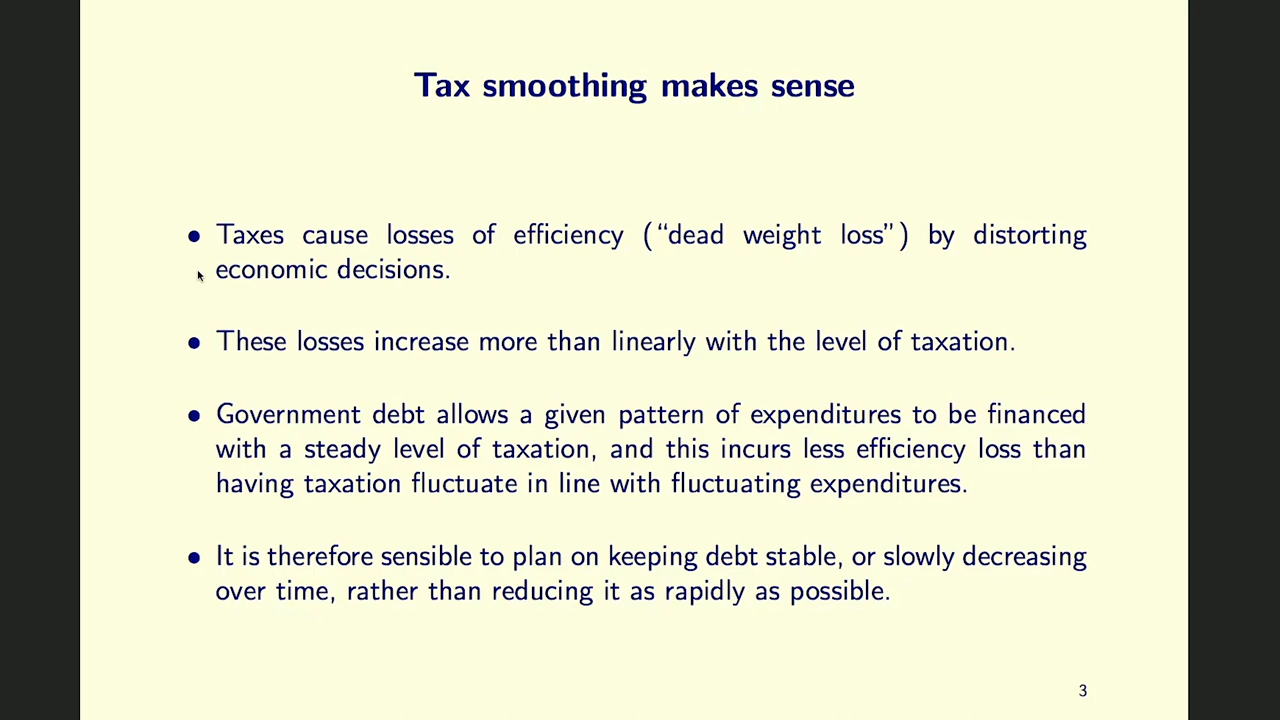 Tax smoothing makes sense
• Taxes cause losses of efficiency (“dead weight loss”) by distorting
economic decisions.
• These losses increase more than linearly with the level of taxation.
• Government debt allows a given pattern of expenditures to be financed
with a steady level of taxation, and this incurs less efficiency loss than
having taxation fluctuate in line with fluctuating expenditures.
• It is therefore sensible to plan on keeping debt stable, or slowly decreasing
over time, rather than reducing it as rapidly as possible.
3